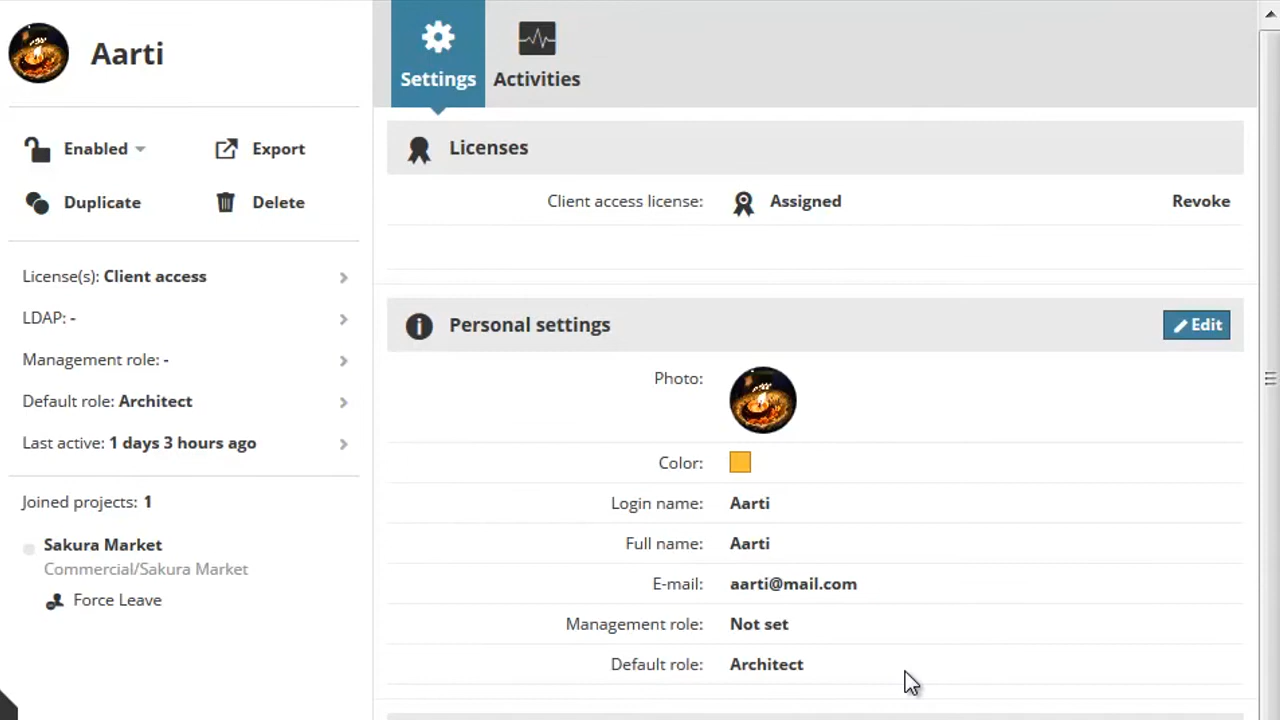 Aarti
Enabled
Export
Duplicate
Delete
License(s): Client access
LDAP: -
Management role: -
Default role: Architect
Last active: 1 days 3 hours ago
Joined projects: 1
Sakura Market
Commercial/Sakura Market
Force Leave
Settings
Activities
Licenses
Client access license: Assigned Revoke
Personal settings
Edit
Photo:
Color:
Login name: Aarti
Full name: Aarti
E-mail: aarti@mail.com
Management role: Not set
Default role: Architect